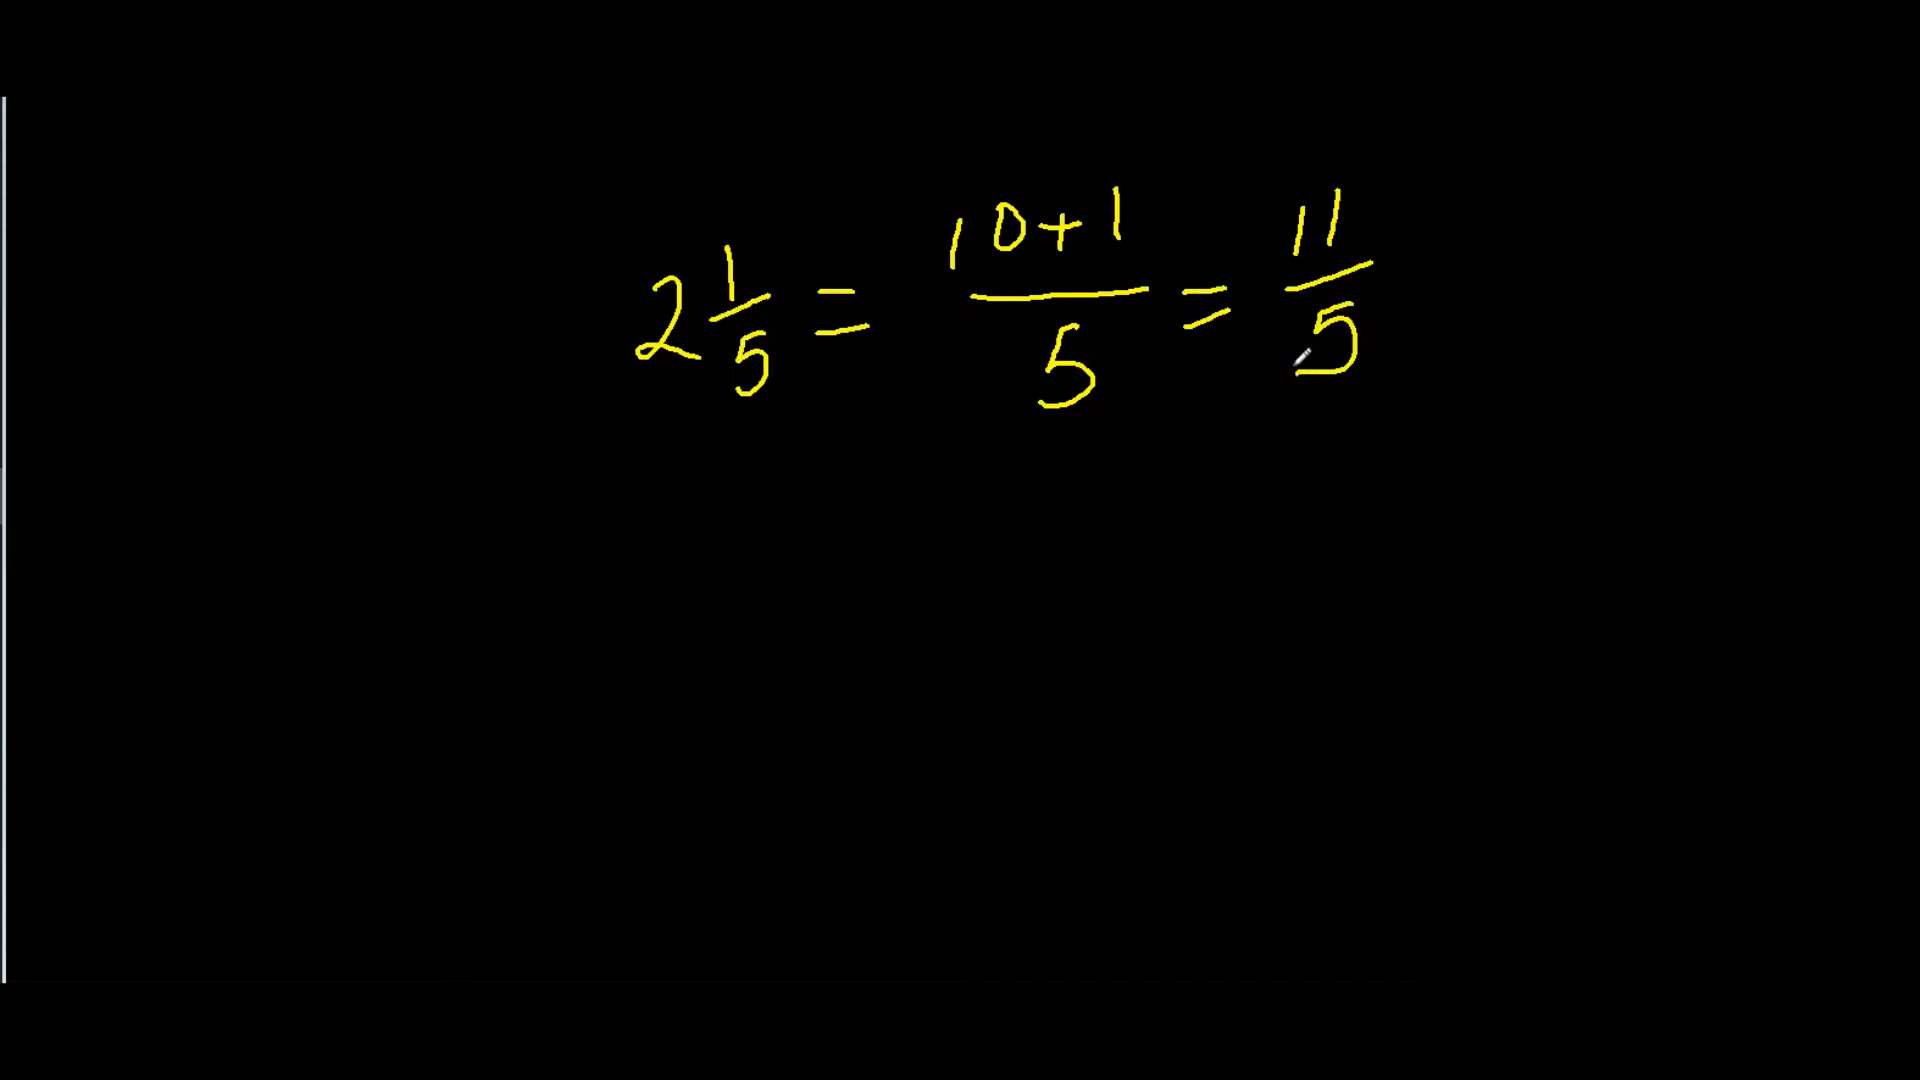 2 1/5 = 10+1/5 = 11/5